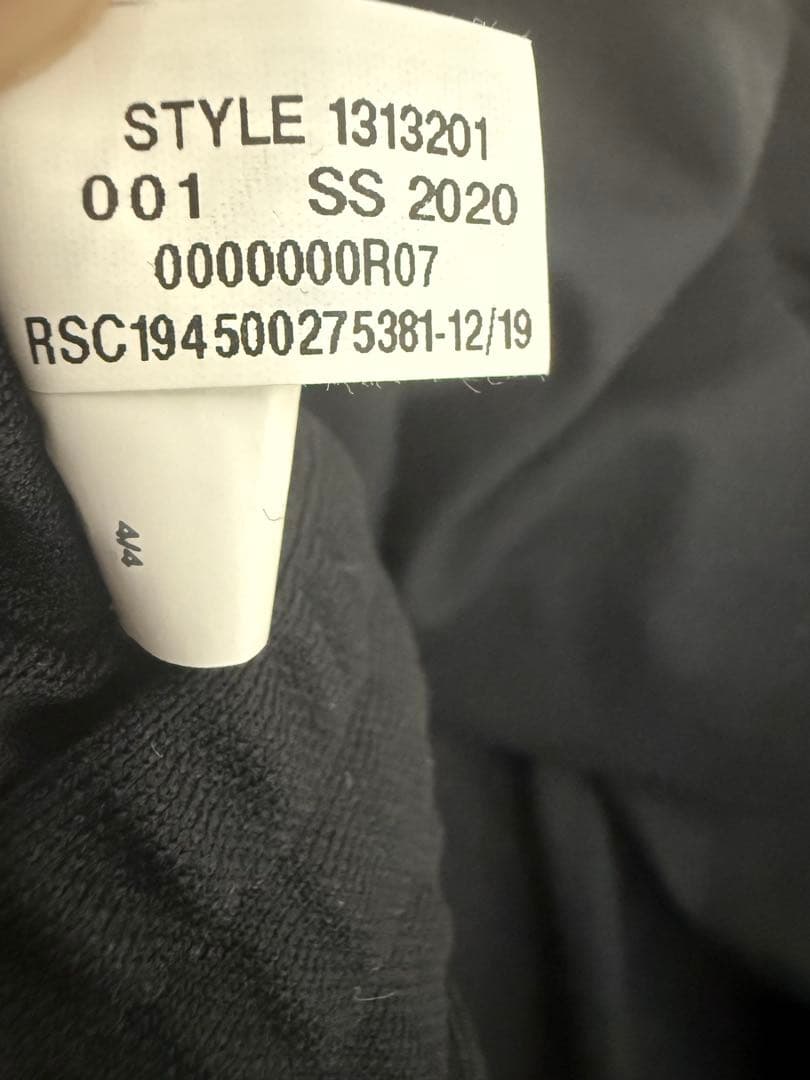 STYLE 1313201
001 SS 2020
0000000R07
RSC194500275381-12/19
4/4